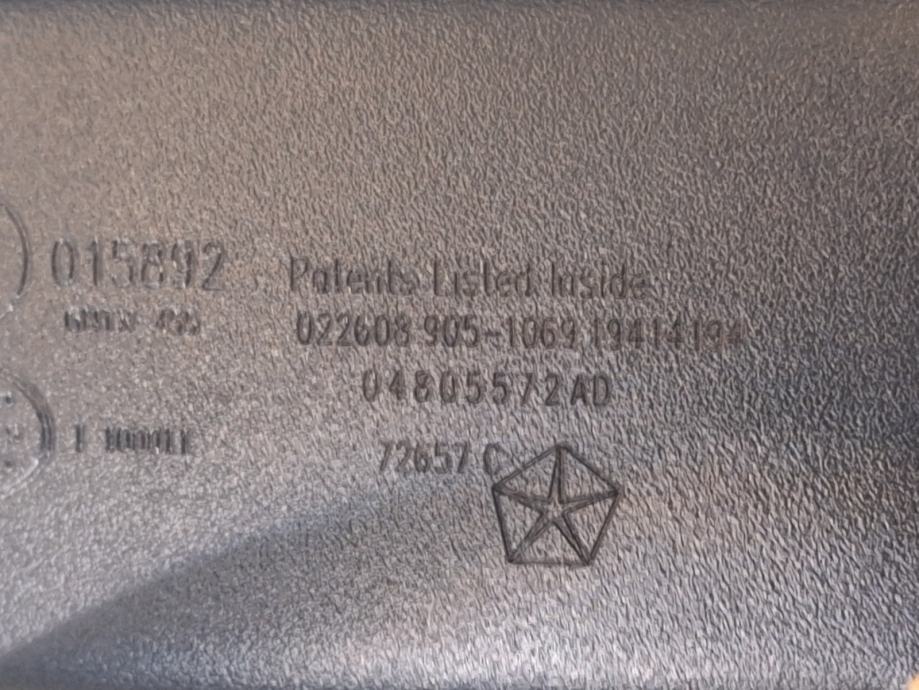 015892
Patents Listed Inside
022608 905-1069 19414194
04805572AD
72657 C